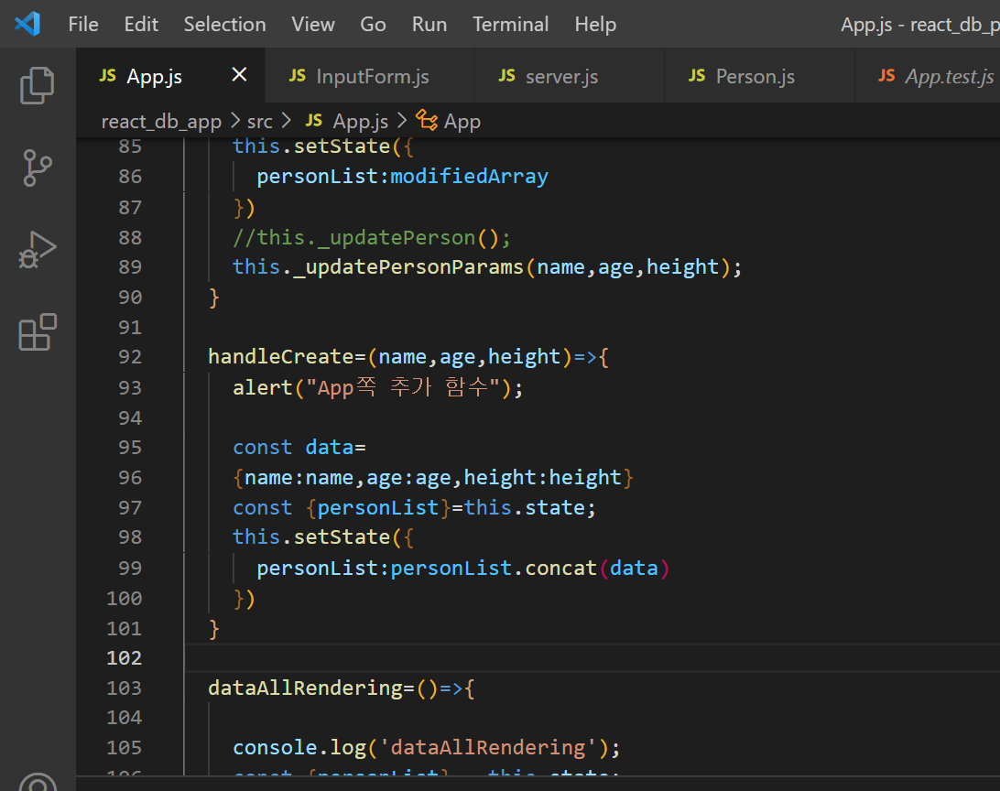 File Edit Selection View Go Run Terminal Help App.js - react_db_p
JS App.js × JS InputForm.js JS server.js JS Person.js JS App.test.js
react_db_app > src > JS App.js > App
85 this.setState({
86 personList:modifiedArray
87 })
88 //this._updatePerson();
89 this._updatePersonParams(name,age,height);
90 }
91
92 handleCreate=(name,age,height)=>{
93 alert("App쪽 추가 함수");
94
95 const data=
96 {name:name,age:age,height:height}
97 const {personList}=this.state;
98 this.setState({
99 personList:personList.concat(data)
100 })
101 }
102
103 dataAllRendering=()=>{
104
105 console.log('dataAllRendering');
106 const {personList} = this.state;